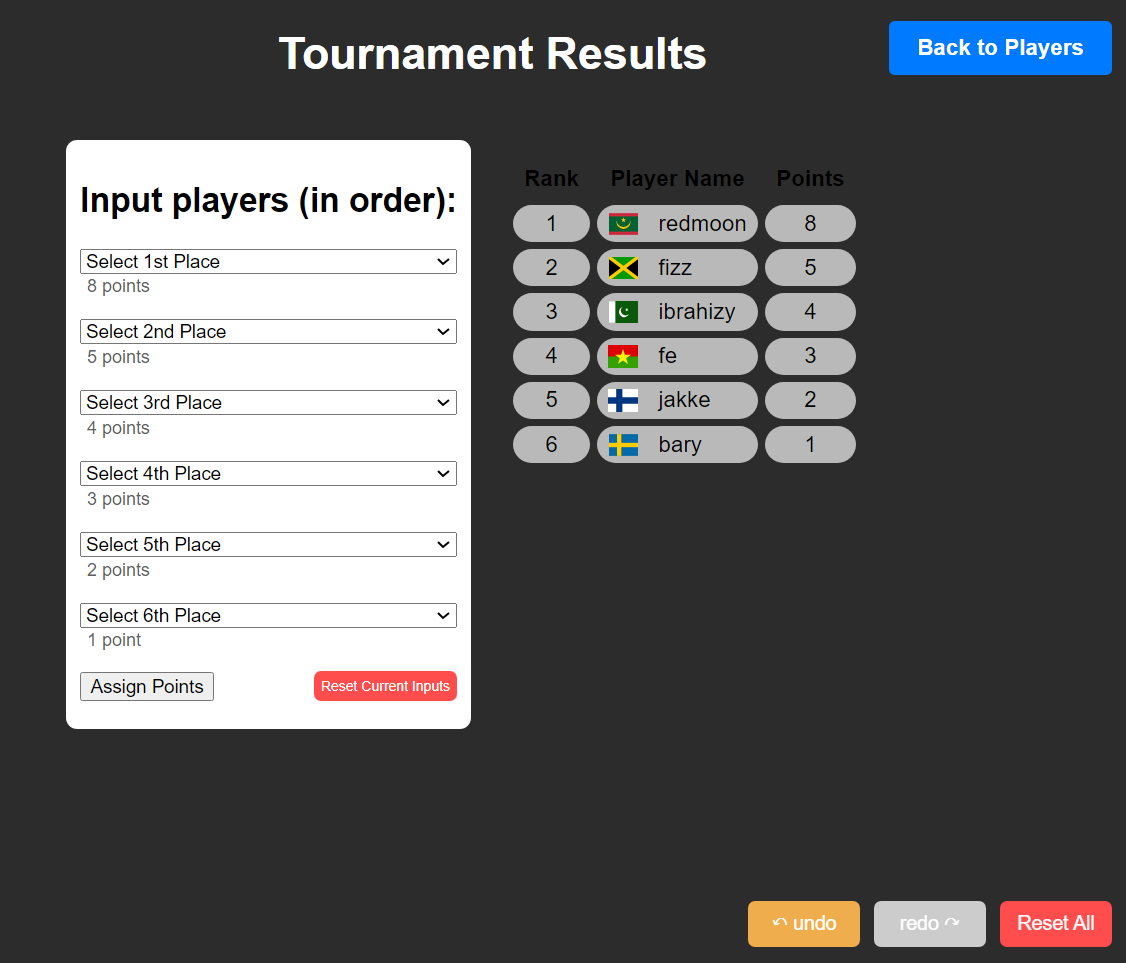 Tournament Results
Back to Players
Input players (in order):
Select 1st Place
8 points
Select 2nd Place
5 points
Select 3rd Place
4 points
Select 4th Place
3 points
Select 5th Place
2 points
Select 6th Place
1 point
Assign Points
Reset Current Inputs
Rank Player Name Points
1 redmoon 8
2 fizz 5
3 ibrahizy 4
4 fe 3
5 jakke 2
6 bary 1
↶ undo
redo ↷
Reset All